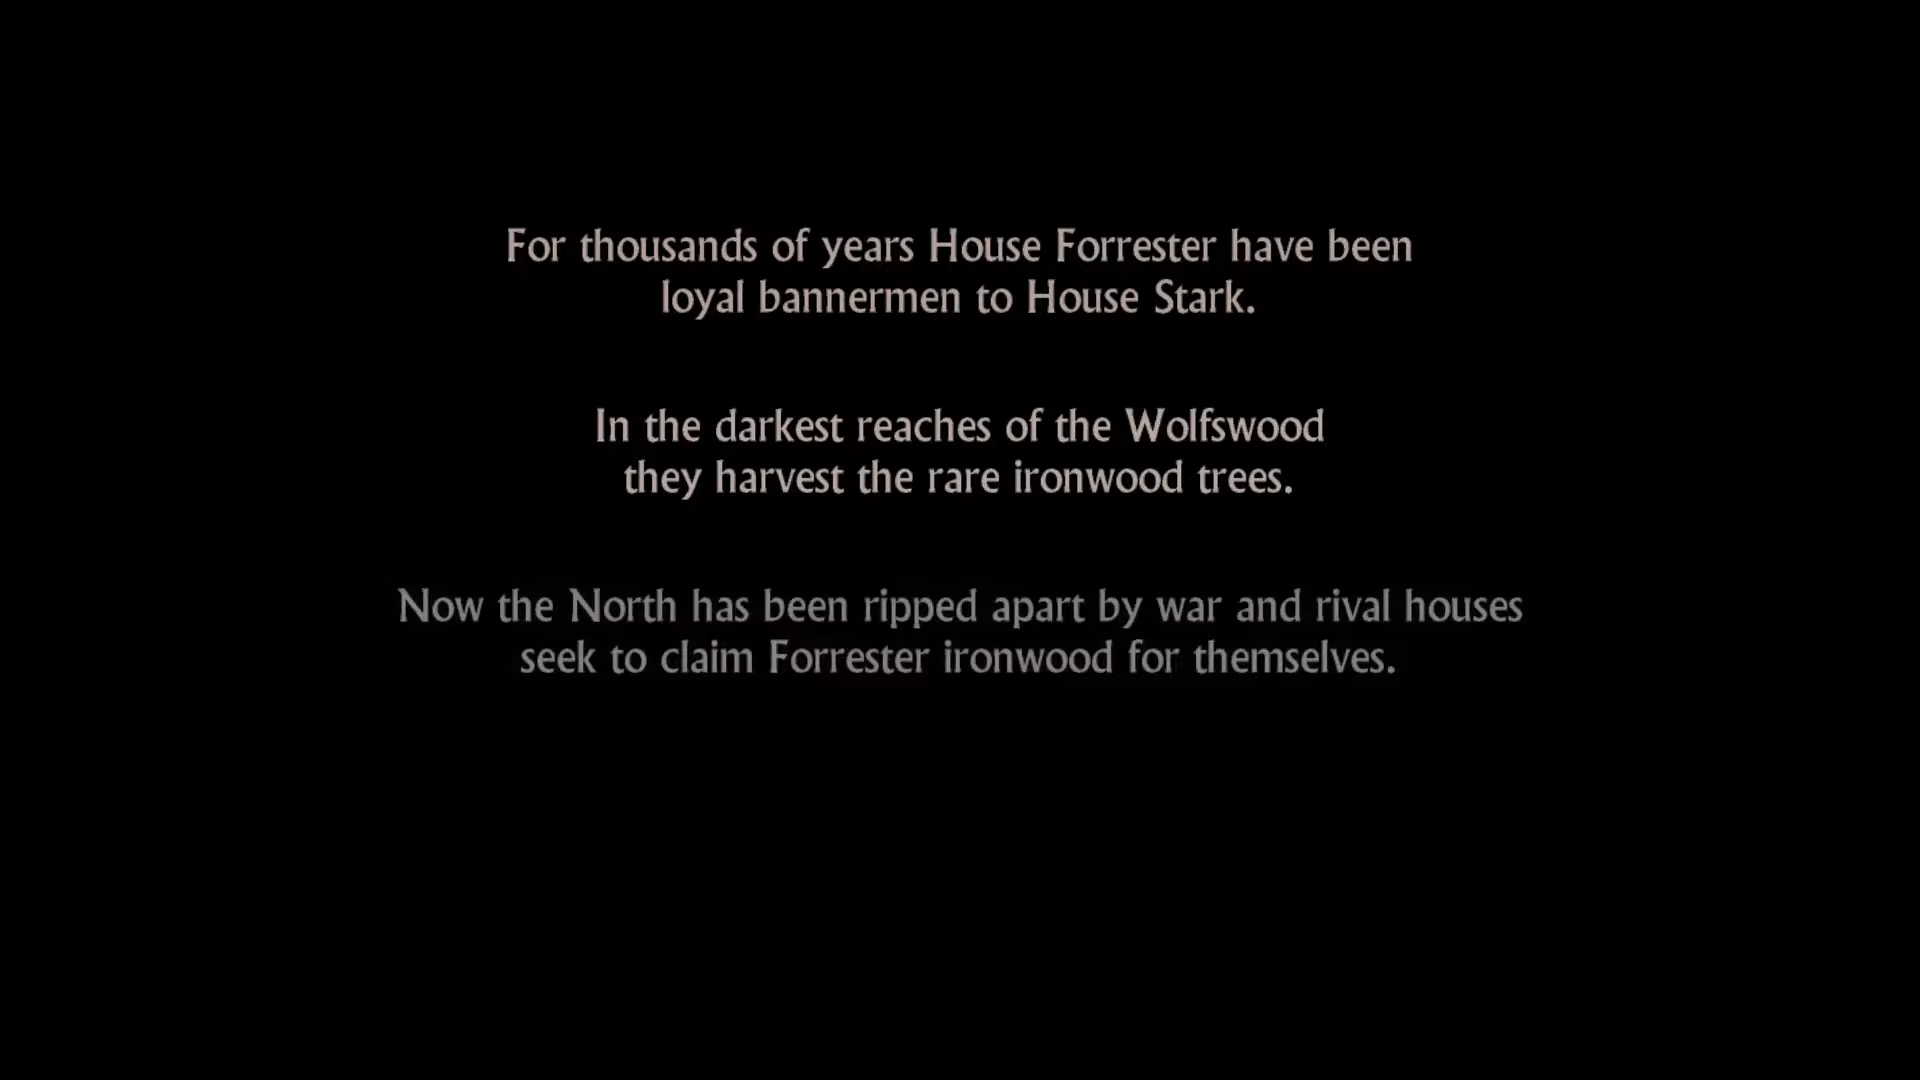 For thousands of years House Forrester have been
loyal bannermen to House Stark.
In the darkest reaches of the Wolfswood
they harvest the rare ironwood trees.
Now the North has been ripped apart by war and rival houses
seek to claim Forrester ironwood for themselves.